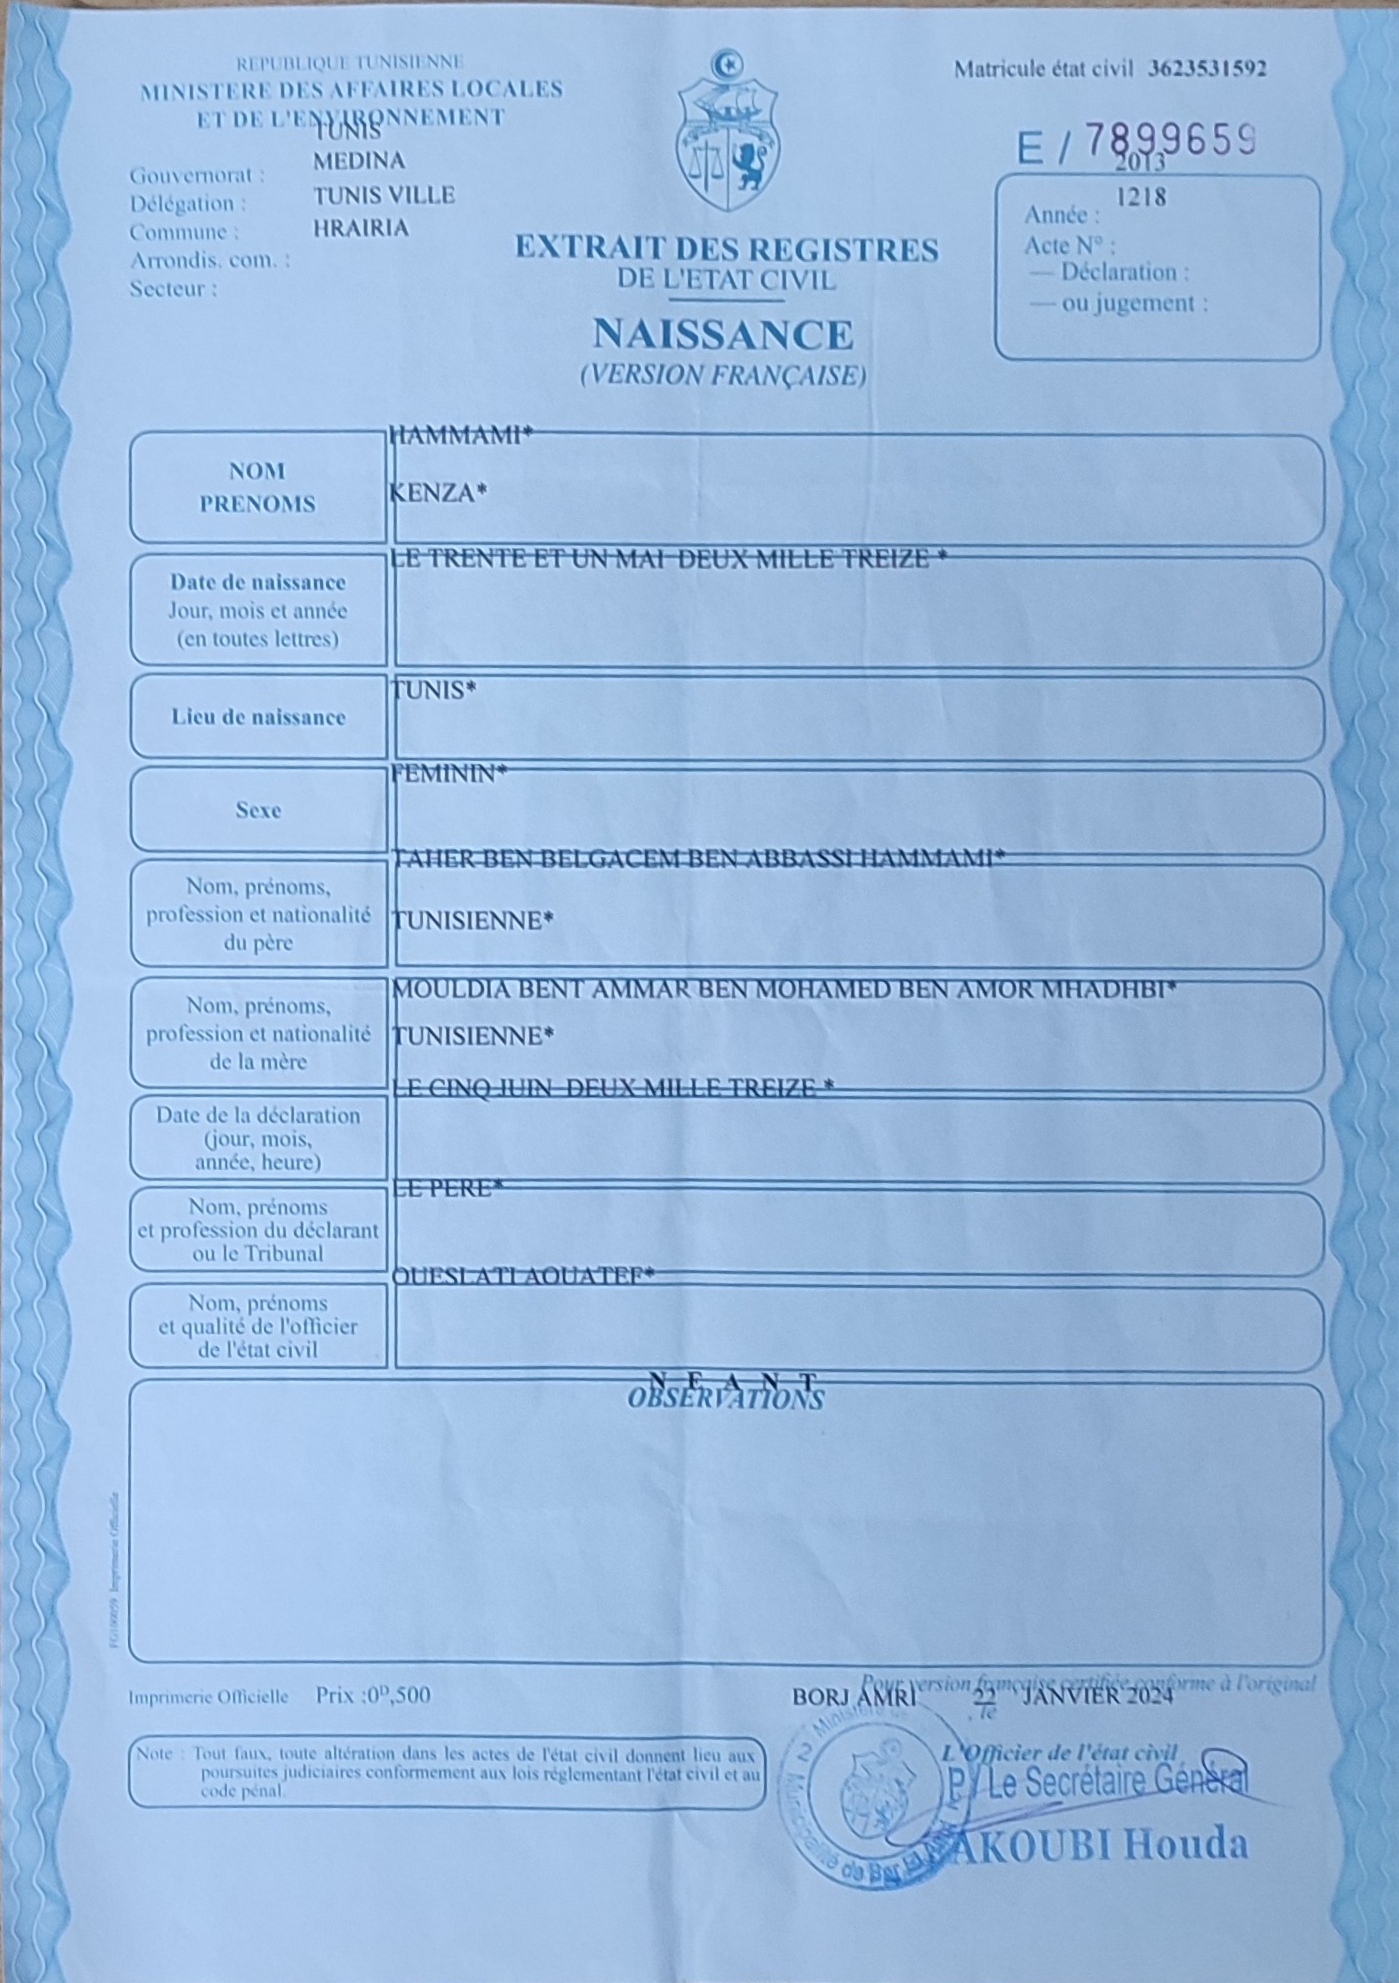 REPUBLIQUE TUNISIENNE
MINISTERE DES AFFAIRES LOCALES
ET DE L'ENVIRONNEMENT
TUNIS
MEDINA
Gouvernorat :
TUNIS VILLE
Délégation :
HRAIRIA
Commune :
Arrondis. com. :
Secteur :
Matricule état civil 3623531592
E / 7899659
2013
1218
Année :
Acte N° :
— Déclaration :
— ou jugement :
EXTRAIT DES REGISTRES
DE L'ETAT CIVIL
NAISSANCE
(VERSION FRANÇAISE)
NOM
PRENOMS
HAMMAMI*
KENZA*
Date de naissance
Jour, mois et année
(en toutes lettres)
LE TRENTE ET UN MAI DEUX MILLE TREIZE *
Lieu de naissance
TUNIS*
Sexe
FEMININ*
Nom, prénoms,
profession et nationalité
du père
TAHER BEN BELGACEM BEN ABBASSI HAMMAMI*
TUNISIENNE*
Nom, prénoms,
profession et nationalité
de la mère
MOULDIA BENT AMMAR BEN MOHAMED BEN AMOR MHADHBI*
TUNISIENNE*
Date de la déclaration
(jour, mois,
année, heure)
LE CINQ JUIN DEUX MILLE TREIZE *
Nom, prénoms
et profession du déclarant
ou le Tribunal
LE PERE*
Nom, prénoms
et qualité de l'officier
de l'état civil
OUESLATI AOUATEF*
N E A N T
OBSERVATIONS
Imprimerie Officielle
Imprimerie Officielle Prix :0D,500
Pour version française certifiée conforme à l'original
BORJ AMRI 22 JANVIER 2024
, le
Note : Tout faux, toute altération dans les actes de l'état civil donnent lieu aux
poursuites judiciaires conformement aux lois réglementant l'état civil et au
code pénal.
L'Officier de l'état civil
P/ Le Secrétaire Général
AKOUBI Houda
Ministère de
Municipalité de